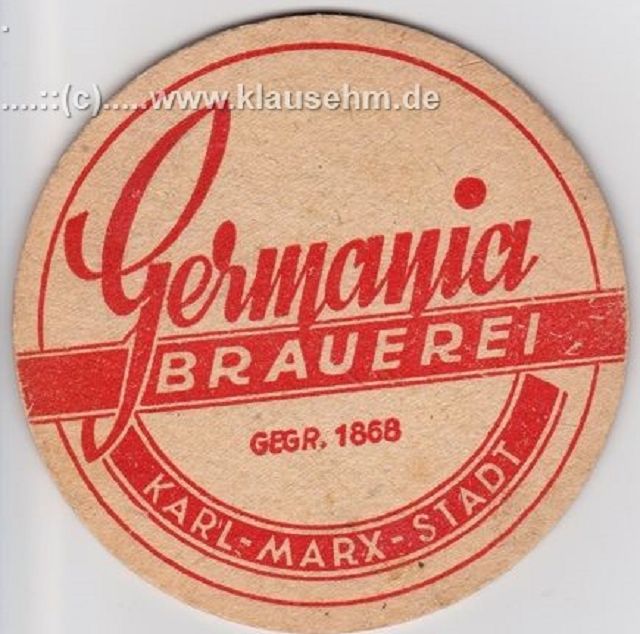 ....::(c).....www.klausehm.de
Germania
BRAUEREI
GEGR. 1868
KARL-MARX-STADT